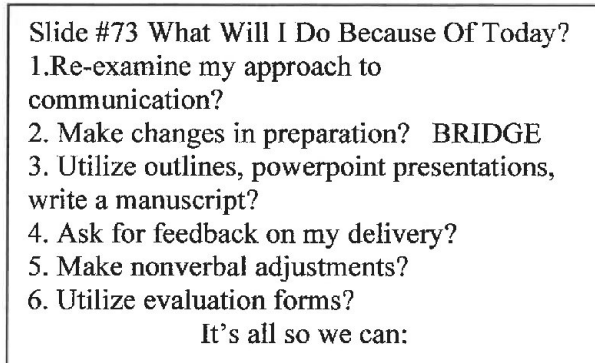 Slide #73 What Will I Do Because Of Today?
1.Re-examine my approach to
communication?
2. Make changes in preparation?   BRIDGE
3. Utilize outlines, powerpoint presentations,
write a manuscript?
4. Ask for feedback on my delivery?
5. Make nonverbal adjustments?
6. Utilize evaluation forms?
It's all so we can: